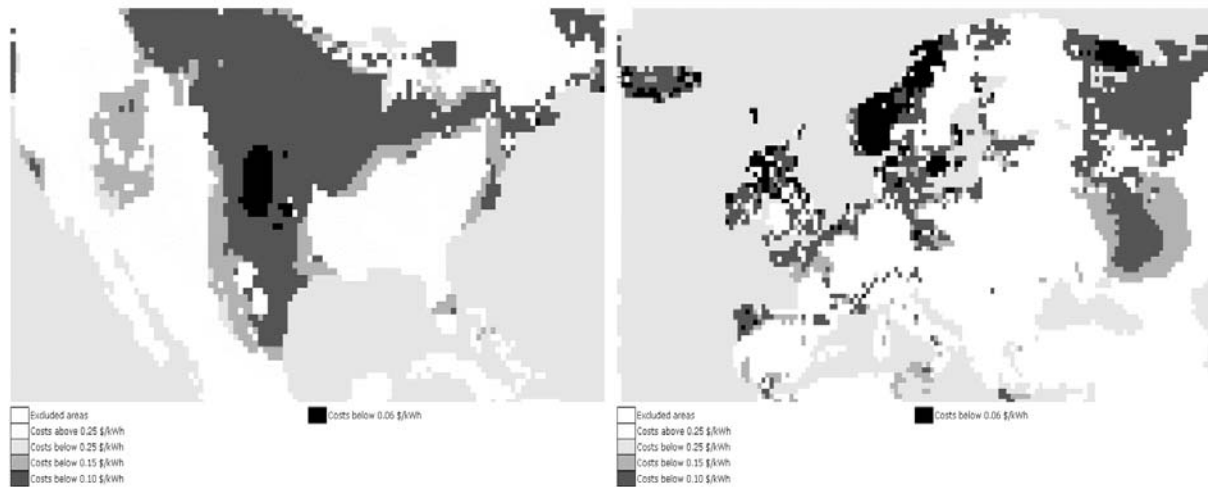 Excluded areas
Costs above 0.25 $/kWh
Costs below 0.25 $/kWh
Costs below 0.15 $/kWh
Costs below 0.10 $/kWh
Costs below 0.06 $/kWh
Excluded areas
Costs above 0.25 $/kWh
Costs below 0.25 $/kWh
Costs below 0.15 $/kWh
Costs below 0.10 $/kWh
Costs below 0.06 $/kWh